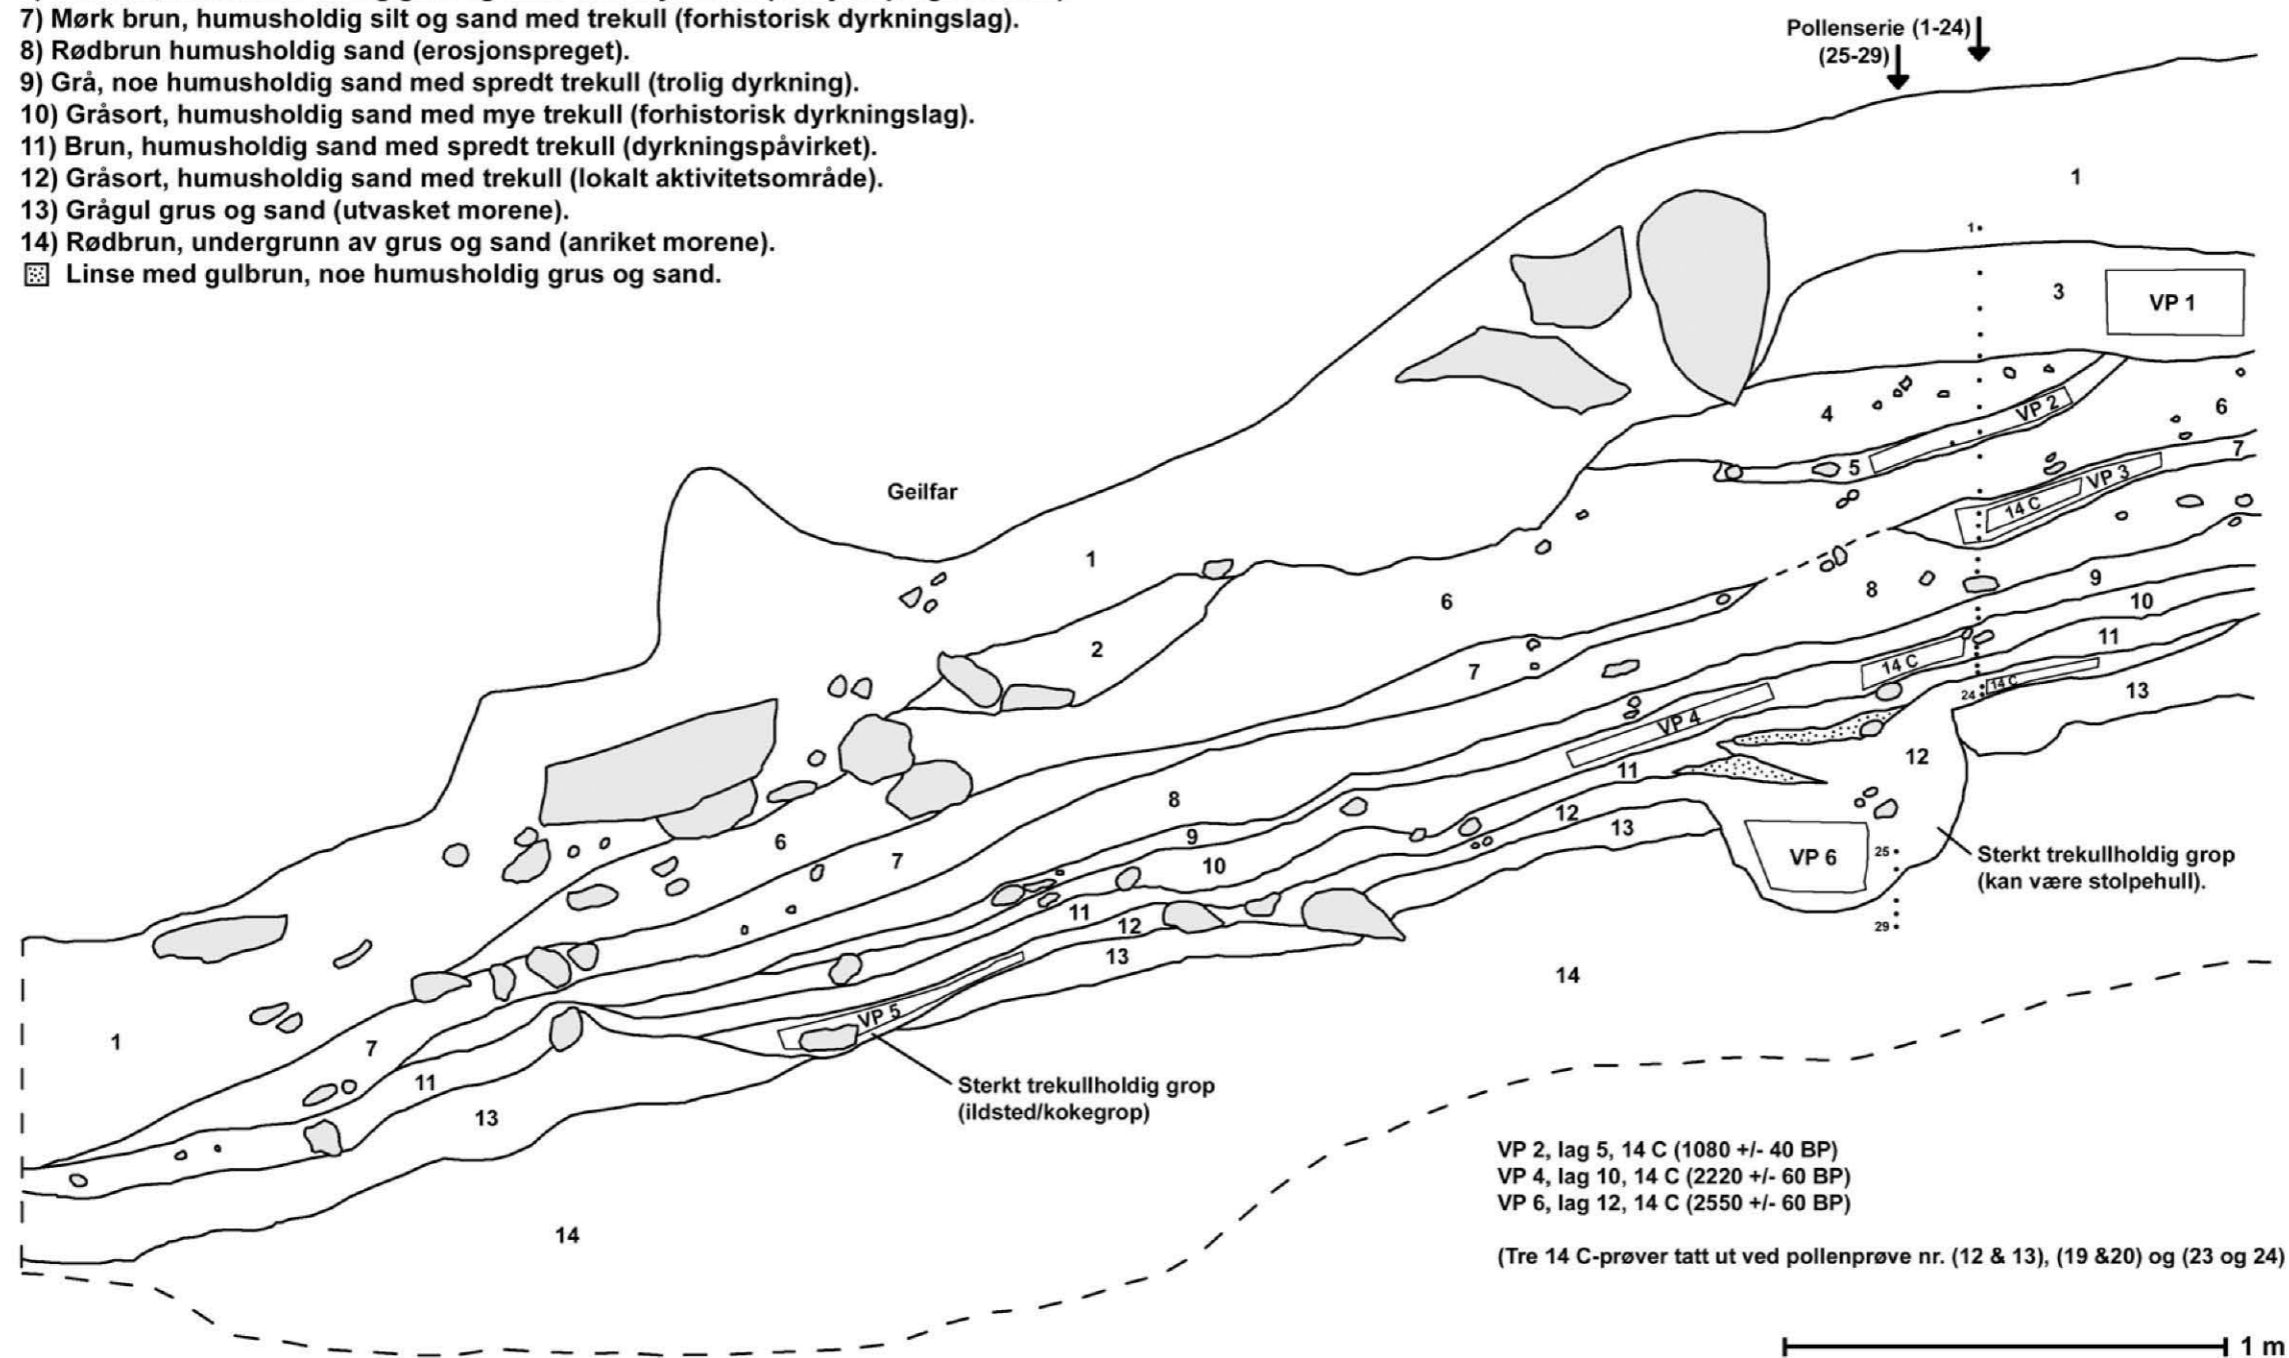 7) Mørk brun, humusholdig silt og sand med trekull (forhistorisk dyrkningslag).
8) Rødbrun humusholdig sand (erosjonspreget).
9) Grå, noe humusholdig sand med spredt trekull (trolig dyrkning).
10) Gråsort, humusholdig sand med mye trekull (forhistorisk dyrkningslag).
11) Brun, humusholdig sand med spredt trekull (dyrkningspåvirket).
12) Gråsort, humusholdig sand med trekull (lokalt aktivitetsområde).
13) Grågul grus og sand (utvasket morene).
14) Rødbrun, undergrunn av grus og sand (anriket morene).
Linse med gulbrun, noe humusholdig grus og sand.
Pollenserie (1-24)
(25-29)
1
1
3
VP 1
4
VP 2
6
5
7
VP 3
14 C
Geilfar
1
6
8
9
10
2
11
7
14 C
14 C
24
13
VP 4
12
11
8
12
9
13
6
10
7
VP 6
25
Sterkt trekullholdig grop
(kan være stolpehull).
11
12
29
13
14
VP 5
1
7
11
Sterkt trekullholdig grop
(ildsted/kokegrop)
13
14
VP 2, lag 5, 14 C (1080 +/- 40 BP)
VP 4, lag 10, 14 C (2220 +/- 60 BP)
VP 6, lag 12, 14 C (2550 +/- 60 BP)
(Tre 14 C-prøver tatt ut ved pollenprøve nr. (12 & 13), (19 &20) og (23 og 24)
1 m